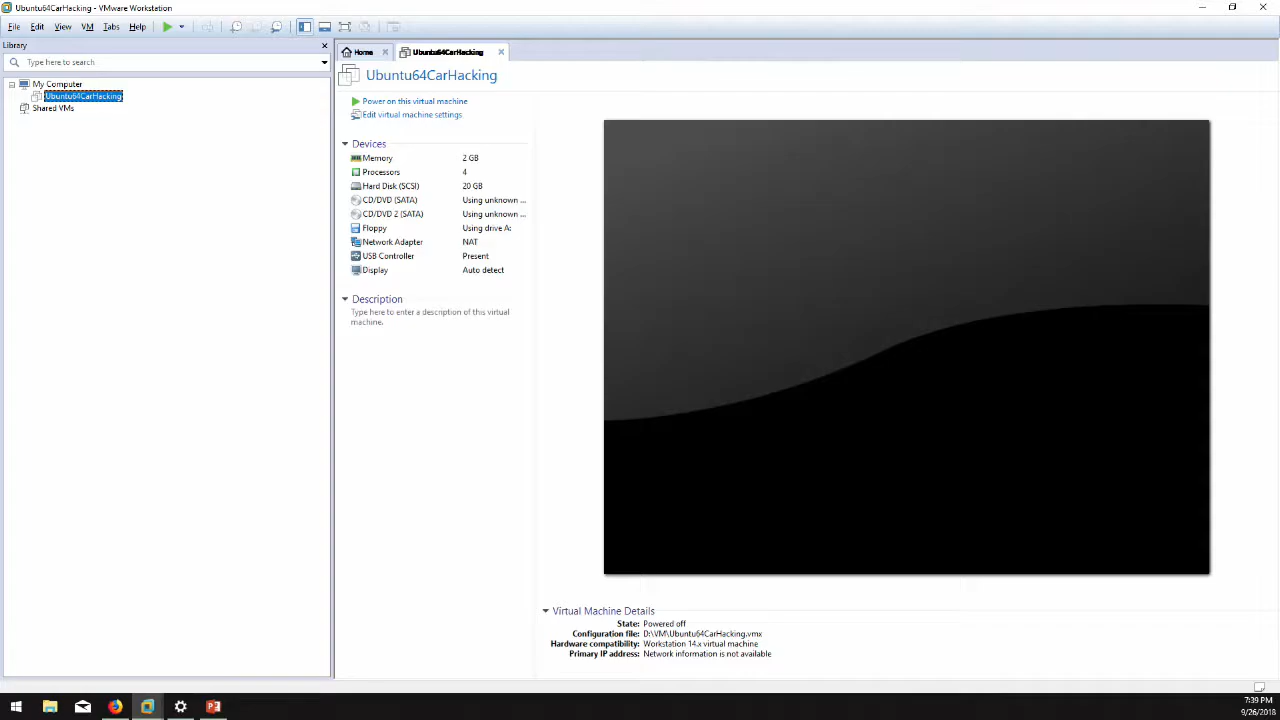 Ubuntu64CarHacking - VMware Workstation
File Edit View VM Tabs Help
Library
Type here to search
My Computer
Ubuntu64CarHacking
Shared VMs
Home
Ubuntu64CarHacking
Ubuntu64CarHacking
Power on this virtual machine
Edit virtual machine settings
Devices
Memory 2 GB
Processors 4
Hard Disk (SCSI) 20 GB
CD/DVD (SATA) Using unknown ...
CD/DVD 2 (SATA) Using unknown ...
Floppy Using drive A:
Network Adapter NAT
USB Controller Present
Display Auto detect
Description
Type here to enter a description of this virtual
machine.
Virtual Machine Details
State: Powered off
Configuration file: D:\VM\Ubuntu64CarHacking.vmx
Hardware compatibility: Workstation 14.x virtual machine
Primary IP address: Network information is not available
7:39 PM
9/26/2018